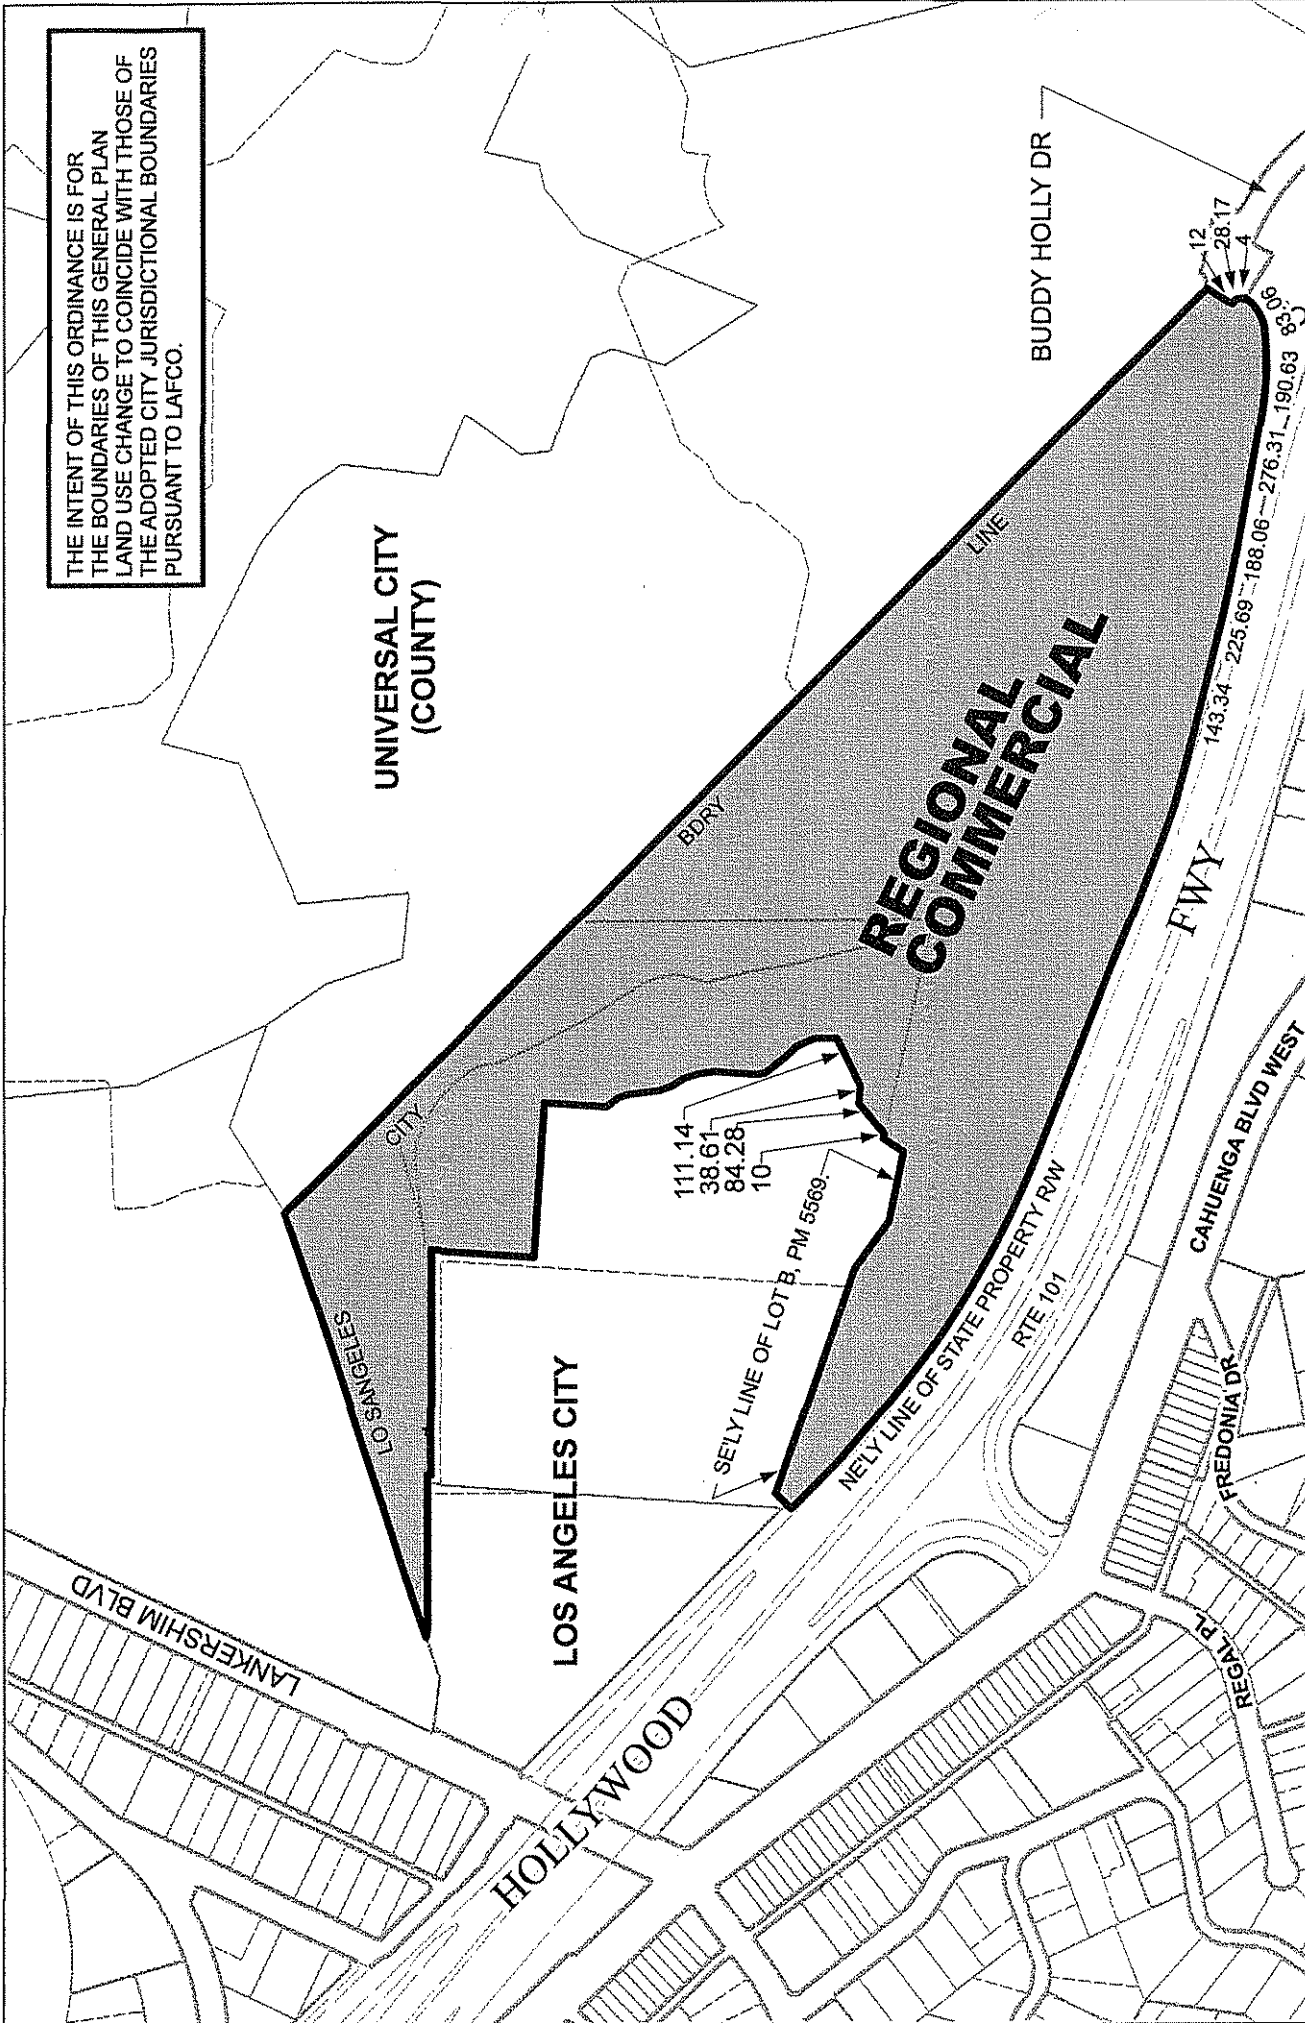 THE INTENT OF THIS ORDINANCE IS FOR
THE BOUNDARIES OF THIS GENERAL PLAN
LAND USE CHANGE TO COINCIDE WITH THOSE OF
THE ADOPTED CITY JURISDICTIONAL BOUNDARIES
PURSUANT TO LAFCO.
UNIVERSAL CITY
(COUNTY)
BUDDY HOLLY DR
12
28.17
4
90
83
190.63
276.31
188.06
225.69
143.34
LO SANGELES
CITY
BDRY
LINE
REGIONAL
COMMERCIAL
111.14
38.61
84.28
10
SE'LY LINE OF LOT B, PM 5569.
LOS ANGELES CITY
NE'LY LINE OF STATE PROPERTY R/W
RTE 101
HOLLYWOOD
FWY
LANKERSHIM BLVD
CAHUENGA BLVD WEST
FREDONIA DR
REGAL PL